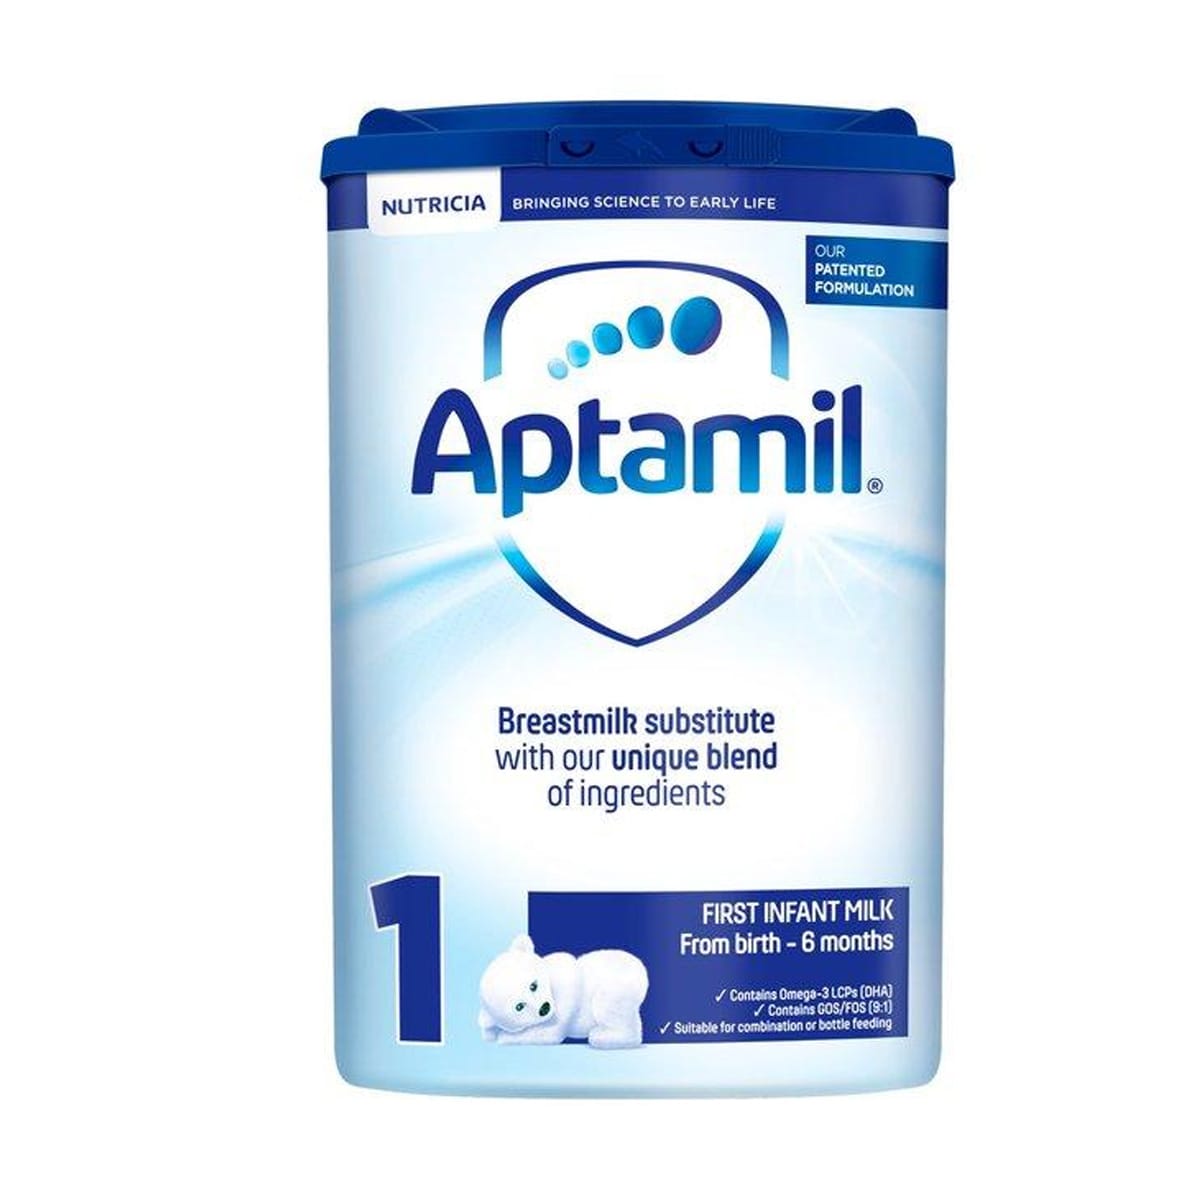 NUTRICIA BRINGING SCIENCE TO EARLY LIFE
OUR
PATENTED
FORMULATION
Aptamil®
Breastmilk substitute
with our unique blend
of ingredients
1
FIRST INFANT MILK
From birth – 6 months
✓ Contains Omega-3 LCPs (DHA)
✓ Contains GOS/FOS (9:1)
✓ Suitable for combination or bottle feeding